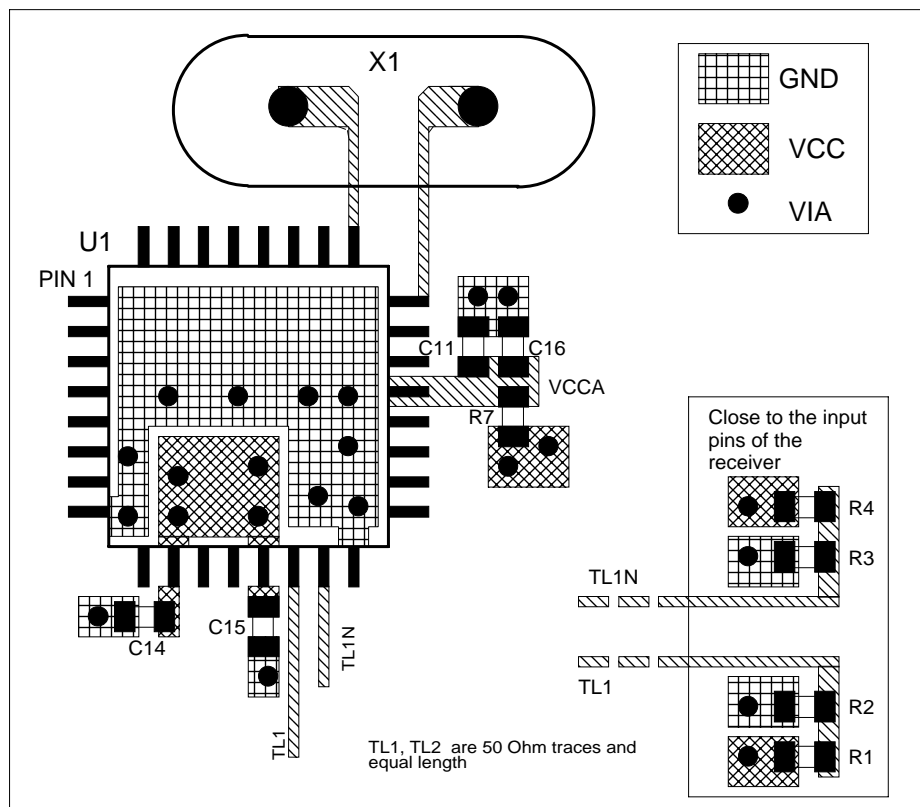 X1
GND
VCC
VIA
U1
PIN 1
C11
C16
VCCA
R7
Close to the input
pins of the
receiver
R4
R3
TL1N
C14
C15
TL1N
TL1
TL1
R2
R1
TL1, TL2 are 50 Ohm traces and
equal length